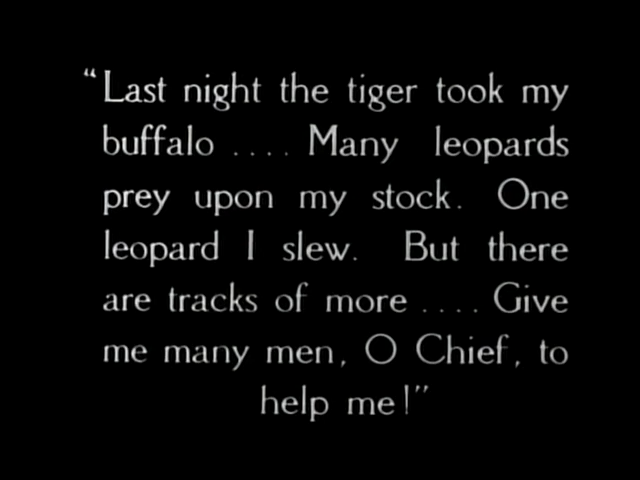 “Last night the tiger took my
buffalo .... Many leopards
prey upon my stock. One
leopard I slew. But there
are tracks of more .... Give
me many men, O Chief, to
help me!”